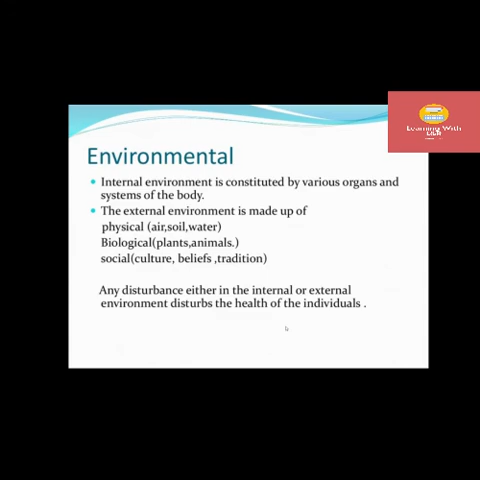 Learning With
Environmental
Internal environment is constituted by various organs and
systems of the body.
The external environment is made up of
physical (air,soil,water)
Biological(plants,animals.)
social(culture, beliefs ,tradition)
Any disturbance either in the internal or external
environment disturbs the health of the individuals .